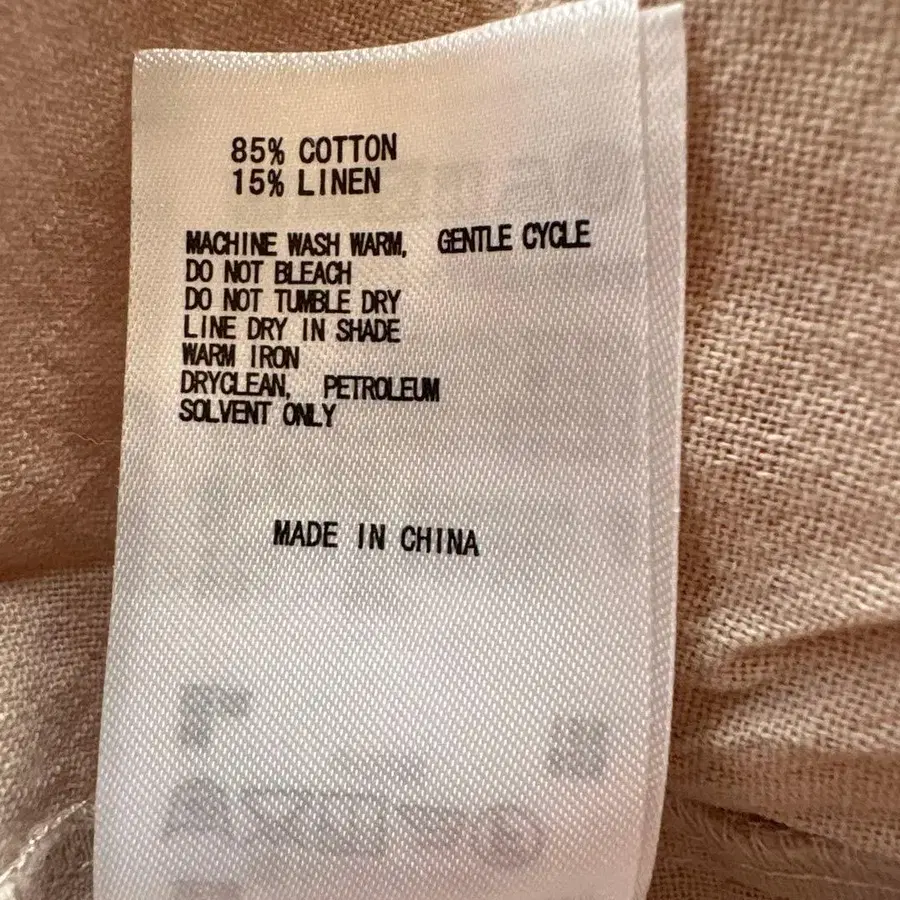 85% COTTON
15% LINEN
MACHINE WASH WARM, GENTLE CYCLE
DO NOT BLEACH
DO NOT TUMBLE DRY
LINE DRY IN SHADE
WARM IRON
DRYCLEAN, PETROLEUM
SOLVENT ONLY
MADE IN CHINA